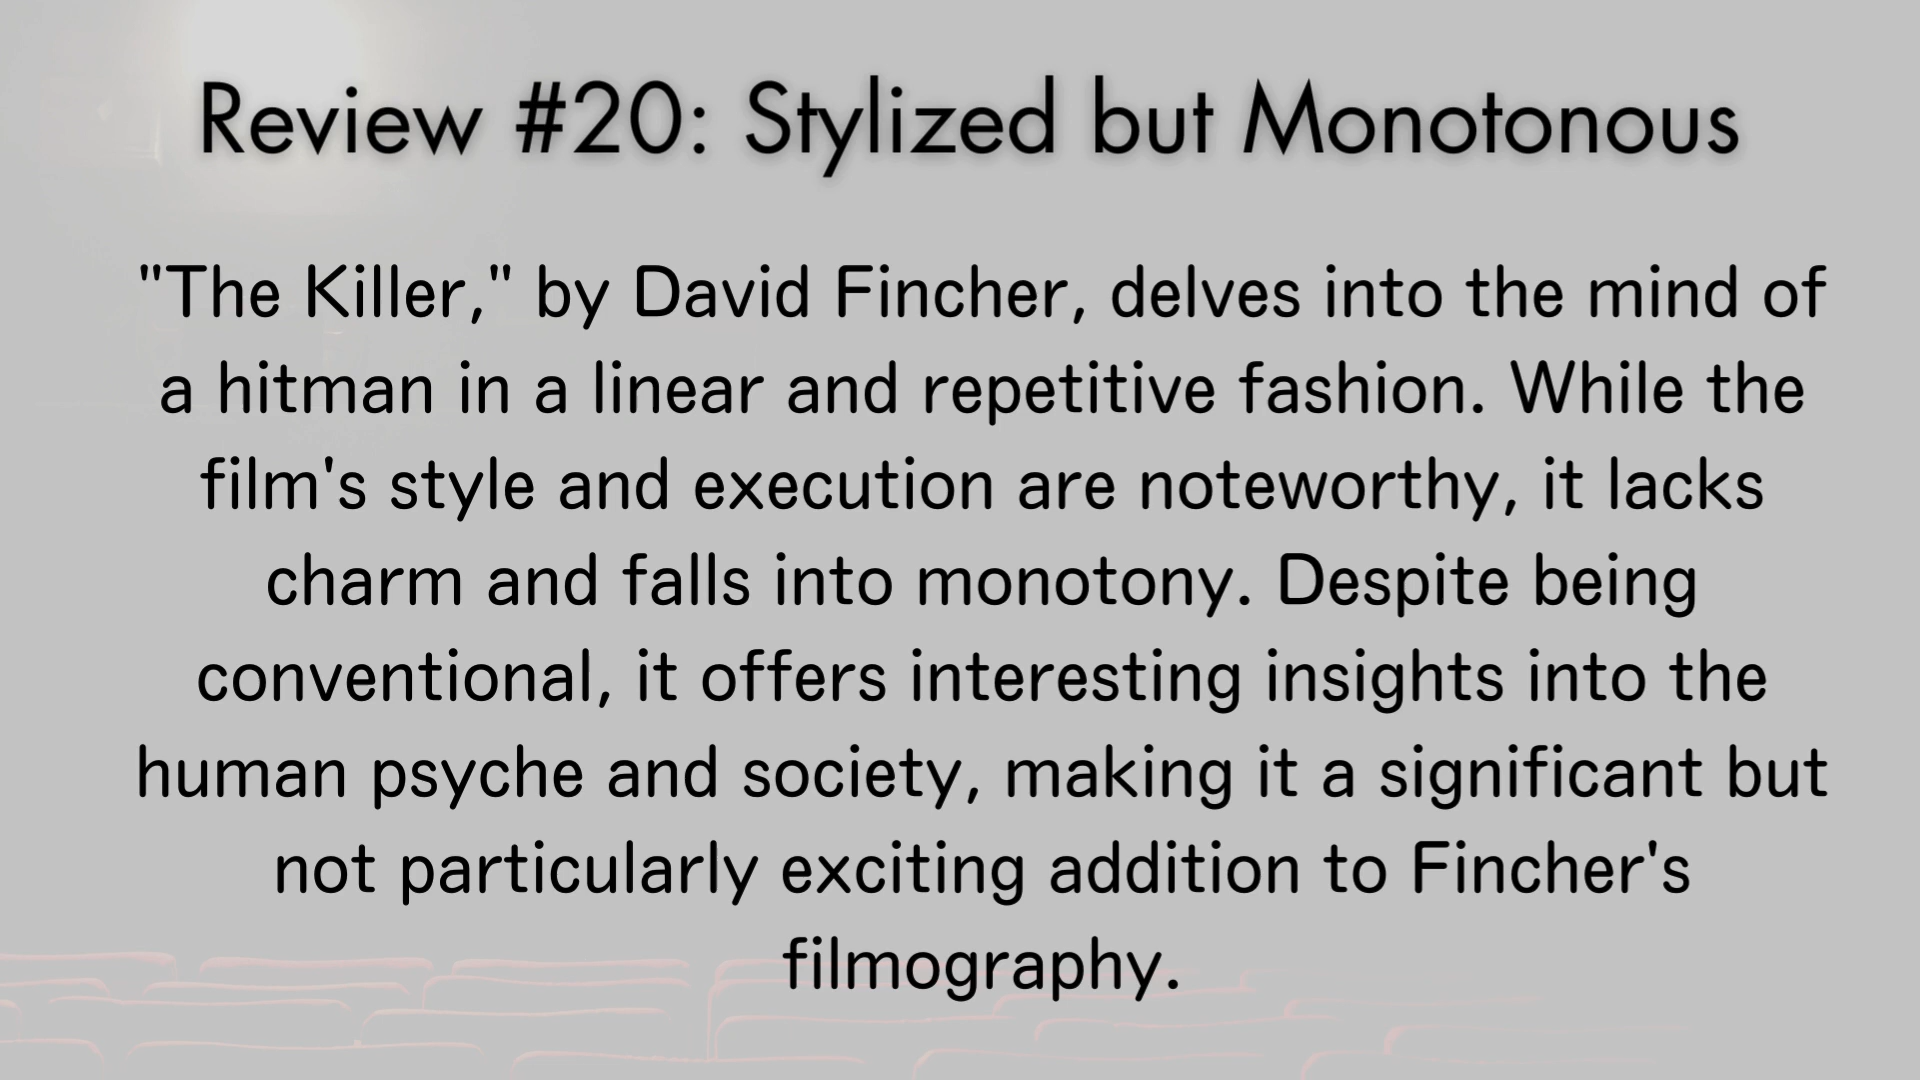 Review #20: Stylized but Monotonous
"The Killer," by David Fincher, delves into the mind of
a hitman in a linear and repetitive fashion. While the
film's style and execution are noteworthy, it lacks
charm and falls into monotony. Despite being
conventional, it offers interesting insights into the
human psyche and society, making it a significant but
not particularly exciting addition to Fincher's
filmography.